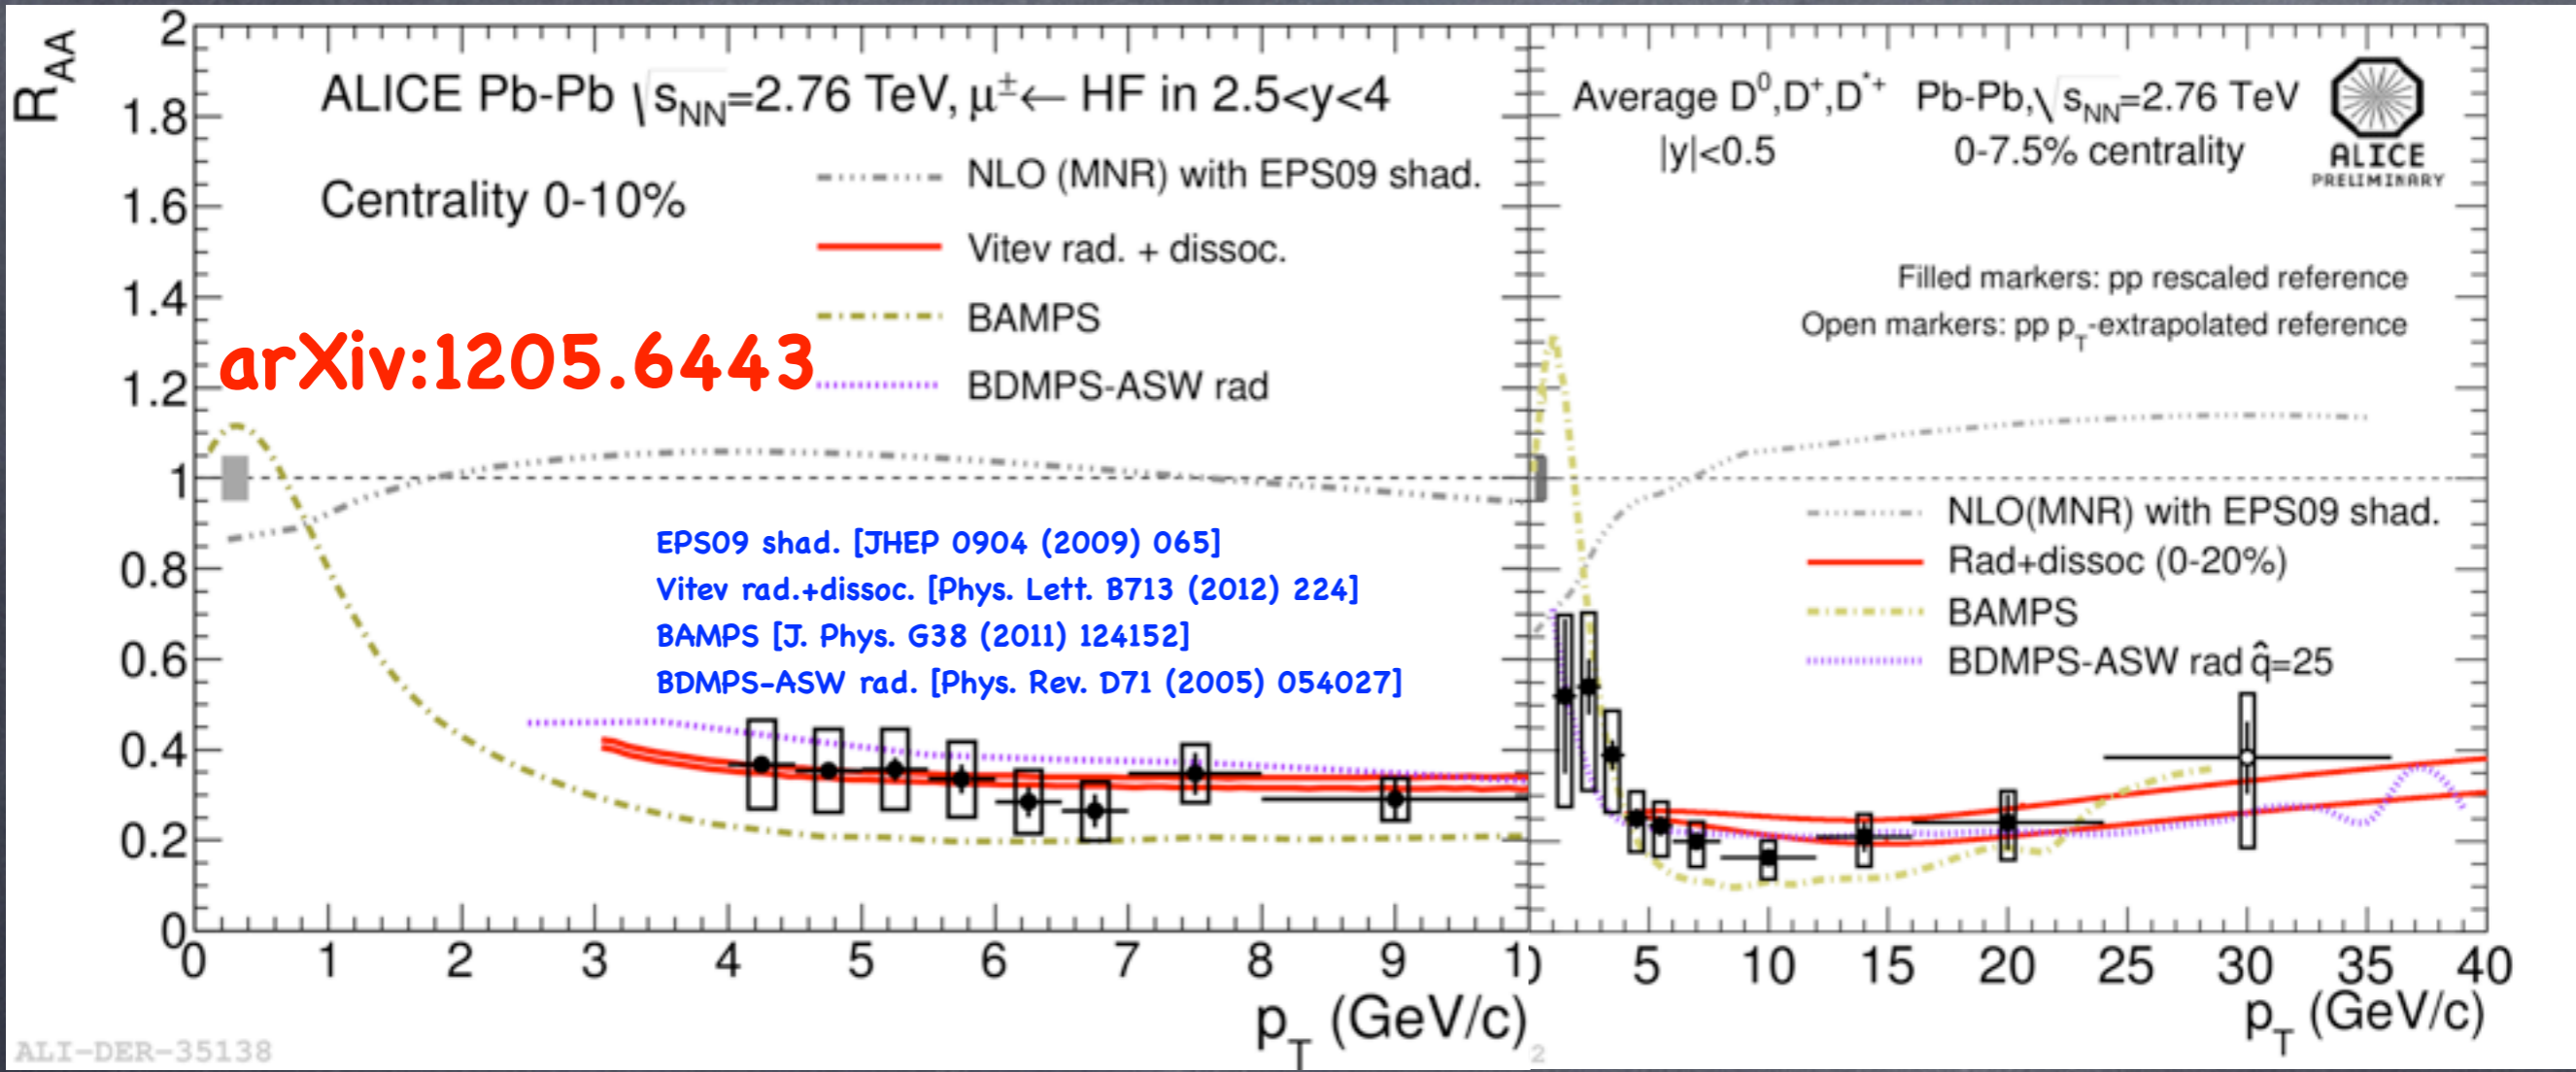 R_AA
2
1.8
1.6
1.4
1.2
1
0.8
0.6
0.4
0.2
0
ALICE Pb-Pb √s_NN=2.76 TeV, μ±← HF in 2.5<y<4
Centrality 0-10%
NLO (MNR) with EPS09 shad.
Vitev rad. + dissoc.
BAMPS
BDMPS-ASW rad
arXiv:1205.6443
EPS09 shad. [JHEP 0904 (2009) 065]
Vitev rad.+dissoc. [Phys. Lett. B713 (2012) 224]
BAMPS [J. Phys. G38 (2011) 124152]
BDMPS-ASW rad. [Phys. Rev. D71 (2005) 054027]
0 1 2 3 4 5 6 7 8 9
p_T (GeV/c)
ALI-DER-35138
Average D⁰,D⁺,D*⁺ Pb-Pb,√s_NN=2.76 TeV
|y|<0.5 0-7.5% centrality
ALICE
PRELIMINARY
Filled markers: pp rescaled reference
Open markers: pp p_T-extrapolated reference
NLO(MNR) with EPS09 shad.
Rad+dissoc (0-20%)
BAMPS
BDMPS-ASW rad q̂=25
5 10 15 20 25 30 35 40
p_T (GeV/c)
2